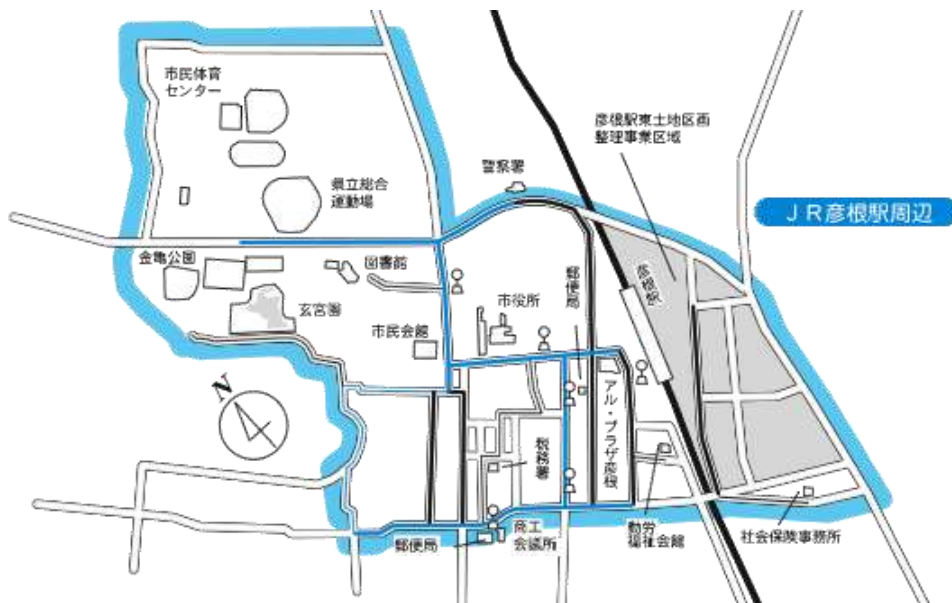 市民体育
センター
彦根駅東土地区画
整理事業区域
警察署
県立総合
運動場
JR彦根駅周辺
金亀公園
図書館
郵便局
彦根駅
玄宮園
市役所
市民会館
N
アル・プラザ彦根
税務署
商工
会議所
郵便局
勤労
福祉会館
社会保険事務所